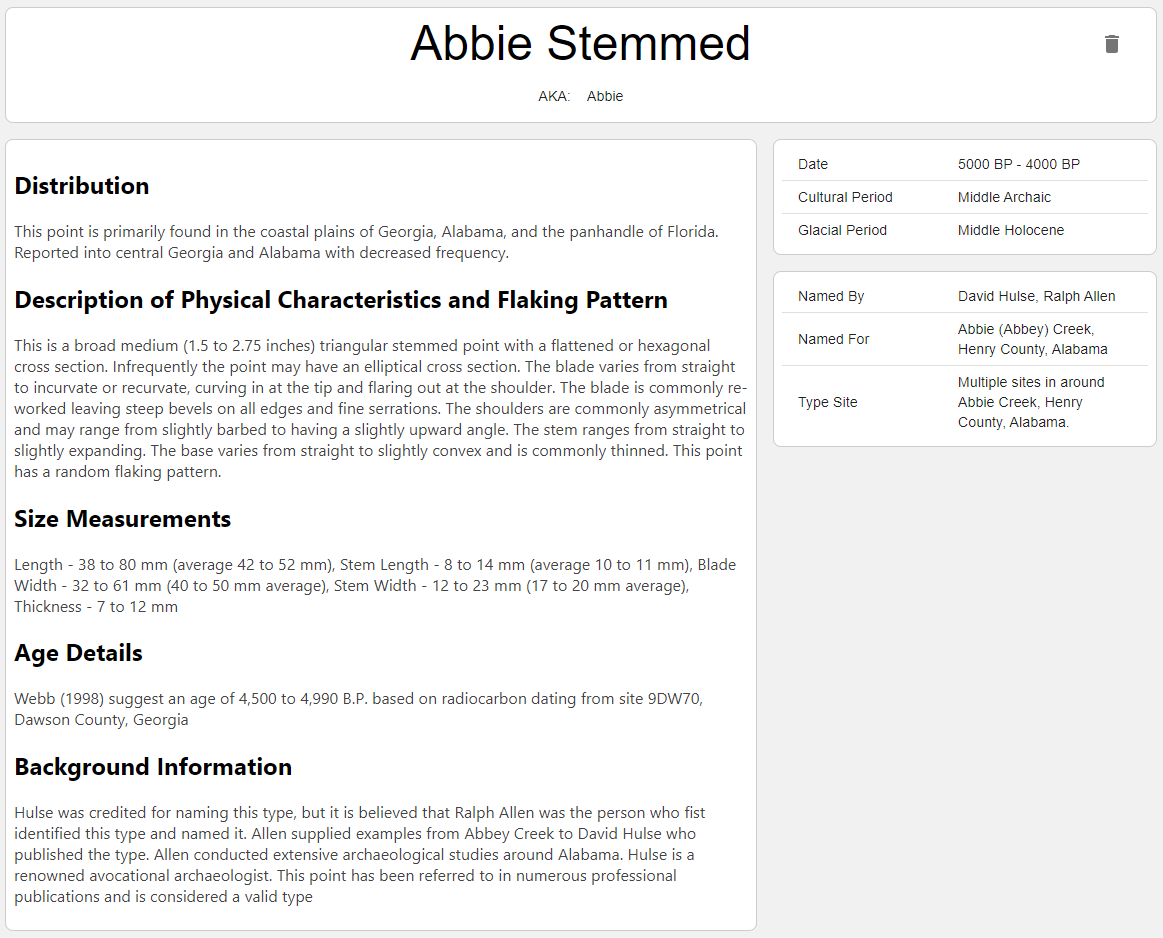 Abbie Stemmed
AKA: Abbie
Distribution
This point is primarily found in the coastal plains of Georgia, Alabama, and the panhandle of Florida.
Reported into central Georgia and Alabama with decreased frequency.
Description of Physical Characteristics and Flaking Pattern
This is a broad medium (1.5 to 2.75 inches) triangular stemmed point with a flattened or hexagonal
cross section. Infrequently the point may have an elliptical cross section. The blade varies from straight
to incurvate or recurvate, curving in at the tip and flaring out at the shoulder. The blade is commonly re-
worked leaving steep bevels on all edges and fine serrations. The shoulders are commonly asymmetrical
and may range from slightly barbed to having a slightly upward angle. The stem ranges from straight to
slightly expanding. The base varies from straight to slightly convex and is commonly thinned. This point
has a random flaking pattern.
Size Measurements
Length - 38 to 80 mm (average 42 to 52 mm), Stem Length - 8 to 14 mm (average 10 to 11 mm), Blade
Width - 32 to 61 mm (40 to 50 mm average), Stem Width - 12 to 23 mm (17 to 20 mm average),
Thickness - 7 to 12 mm
Age Details
Webb (1998) suggest an age of 4,500 to 4,990 B.P. based on radiocarbon dating from site 9DW70,
Dawson County, Georgia
Background Information
Hulse was credited for naming this type, but it is believed that Ralph Allen was the person who fist
identified this type and named it. Allen supplied examples from Abbey Creek to David Hulse who
published the type. Allen conducted extensive archaeological studies around Alabama. Hulse is a
renowned avocational archaeologist. This point has been referred to in numerous professional
publications and is considered a valid type
Date 5000 BP - 4000 BP
Cultural Period Middle Archaic
Glacial Period Middle Holocene
Named By David Hulse, Ralph Allen
Named For Abbie (Abbey) Creek,
Henry County, Alabama
Type Site Multiple sites in around
Abbie Creek, Henry
County, Alabama.